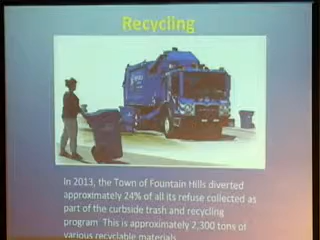 Recycling
In 2013, the Town of Fountain Hills diverted
approximately 24% of all its refuse collected as
part of the curbside trash and recycling
program. This is approximately 2,300 tons of
various recyclable materials